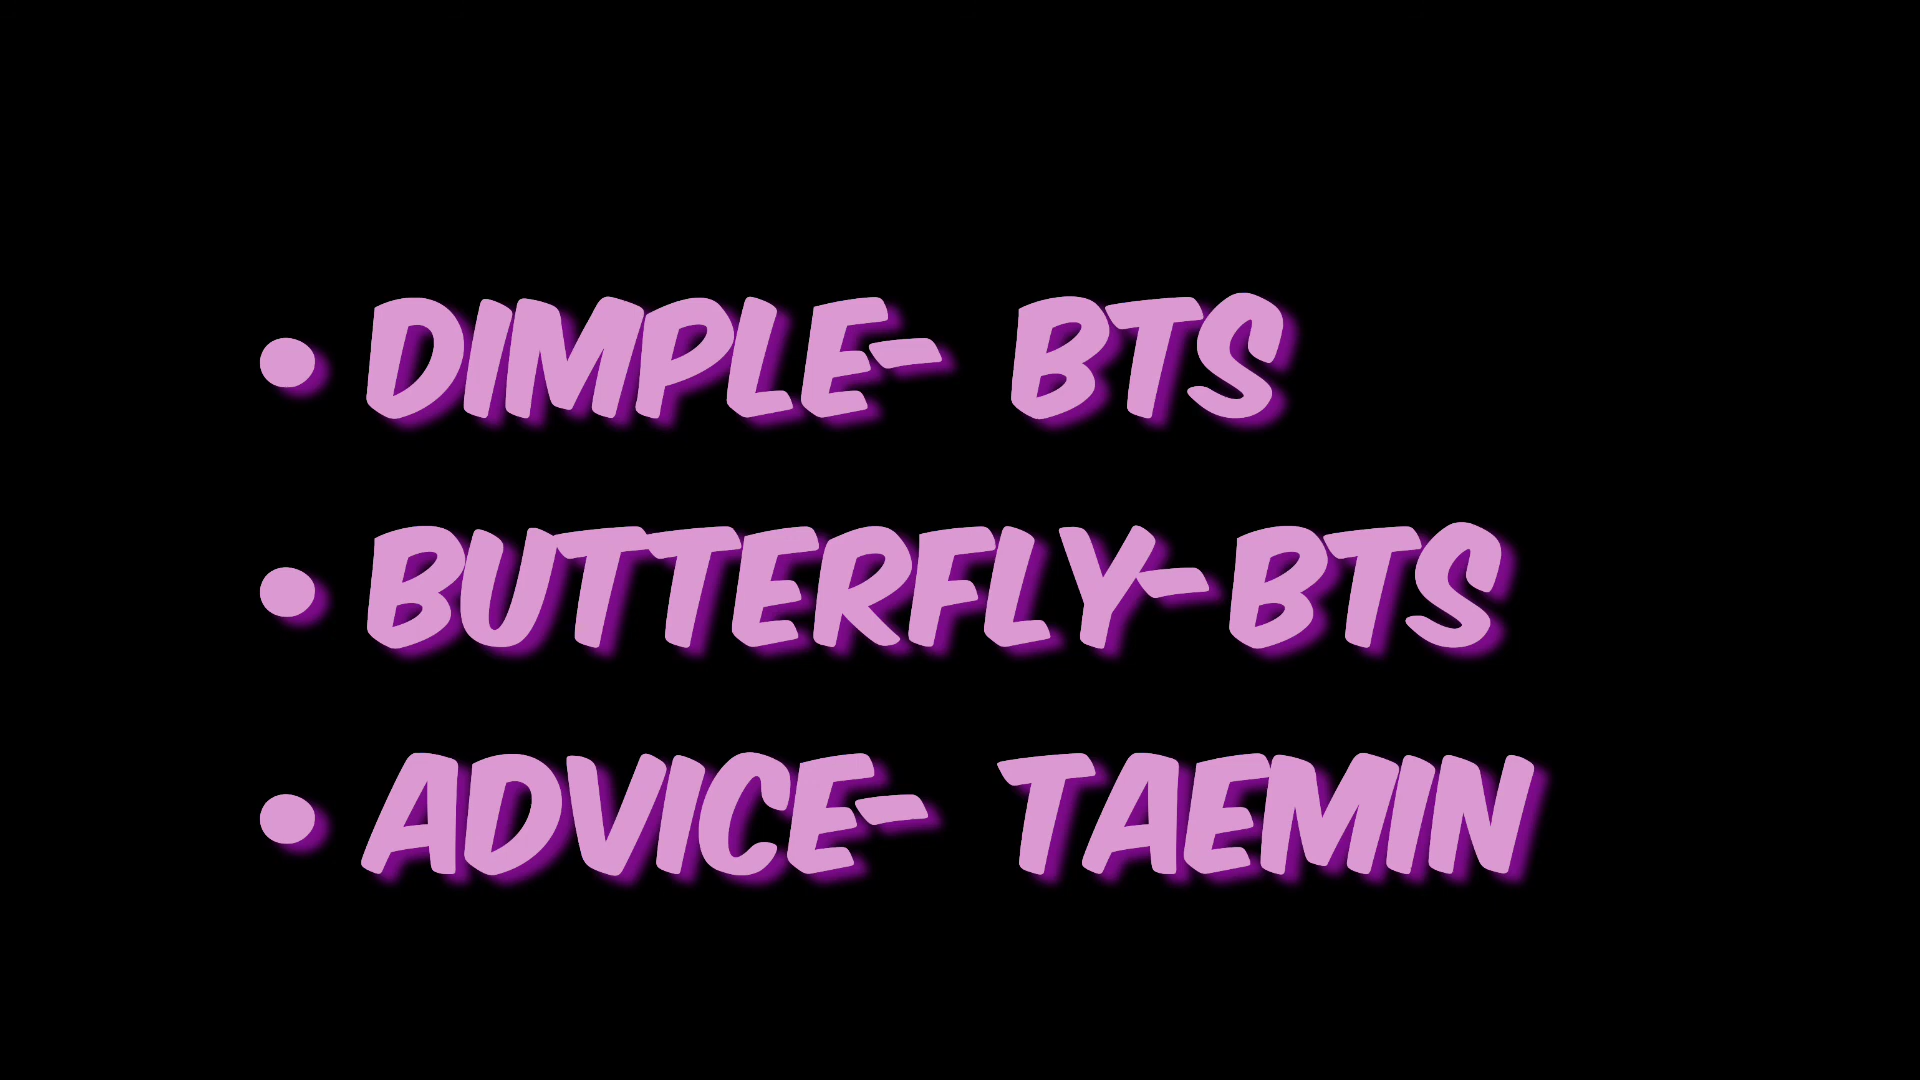 • DIMPLE- BTS
• BUTTERFLY-BTS
• ADVICE- TAEMIN